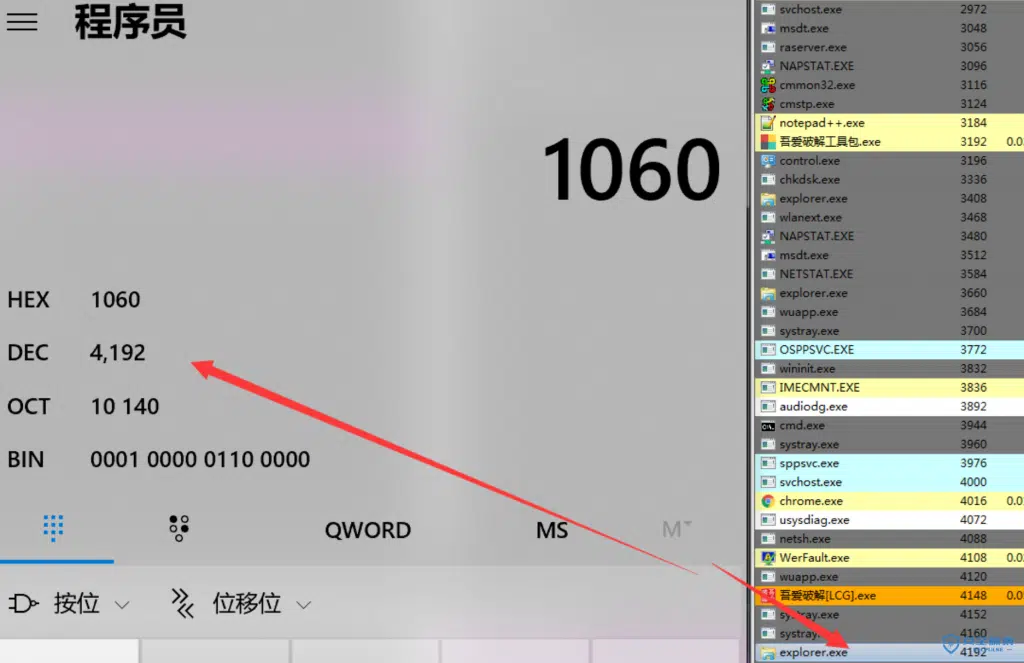 程序员
1060
HEX 1060
DEC 4,192
OCT 10 140
BIN 0001 0000 0110 0000
QWORD MS M
按位 位移位
svchost.exe 2972
msdt.exe 3048
raserver.exe 3056
NAPSTAT.EXE 3096
cmmon32.exe 3116
cmstp.exe 3124
notepad++.exe 3184
吾爱破解工具包.exe 3192 0.0
control.exe 3196
chkdsk.exe 3336
explorer.exe 3408
wlanext.exe 3468
NAPSTAT.EXE 3480
msdt.exe 3512
NETSTAT.EXE 3584
explorer.exe 3660
wuapp.exe 3684
systray.exe 3700
OSPPSVC.EXE 3772
wininit.exe 3832
IMECMNT.EXE 3836
audiodg.exe 3892
cmd.exe 3944
systray.exe 3960
sppsvc.exe 3976
svchost.exe 4000
chrome.exe 4016 0.0
usysdiag.exe 4072
netsh.exe 4088
WerFault.exe 4108 0.0
wuapp.exe 4120
吾爱破解[LCG].exe 4148 0.0
systray.exe 4152
systray. 4160
explorer.exe 4192